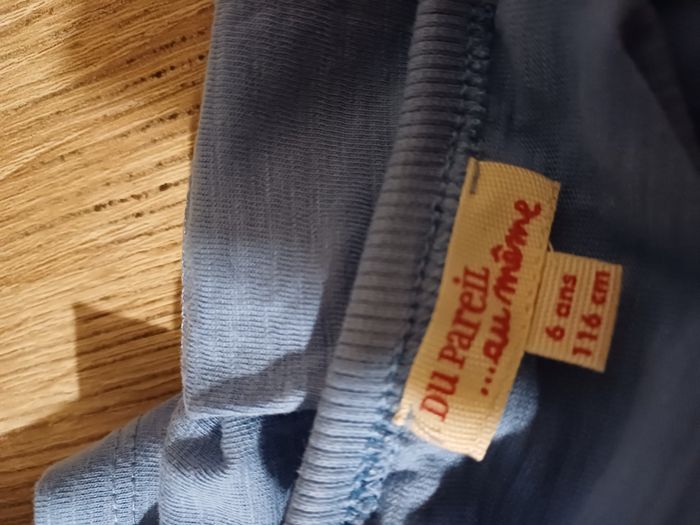 Du Pareil
...au même
6 ans
116 cm